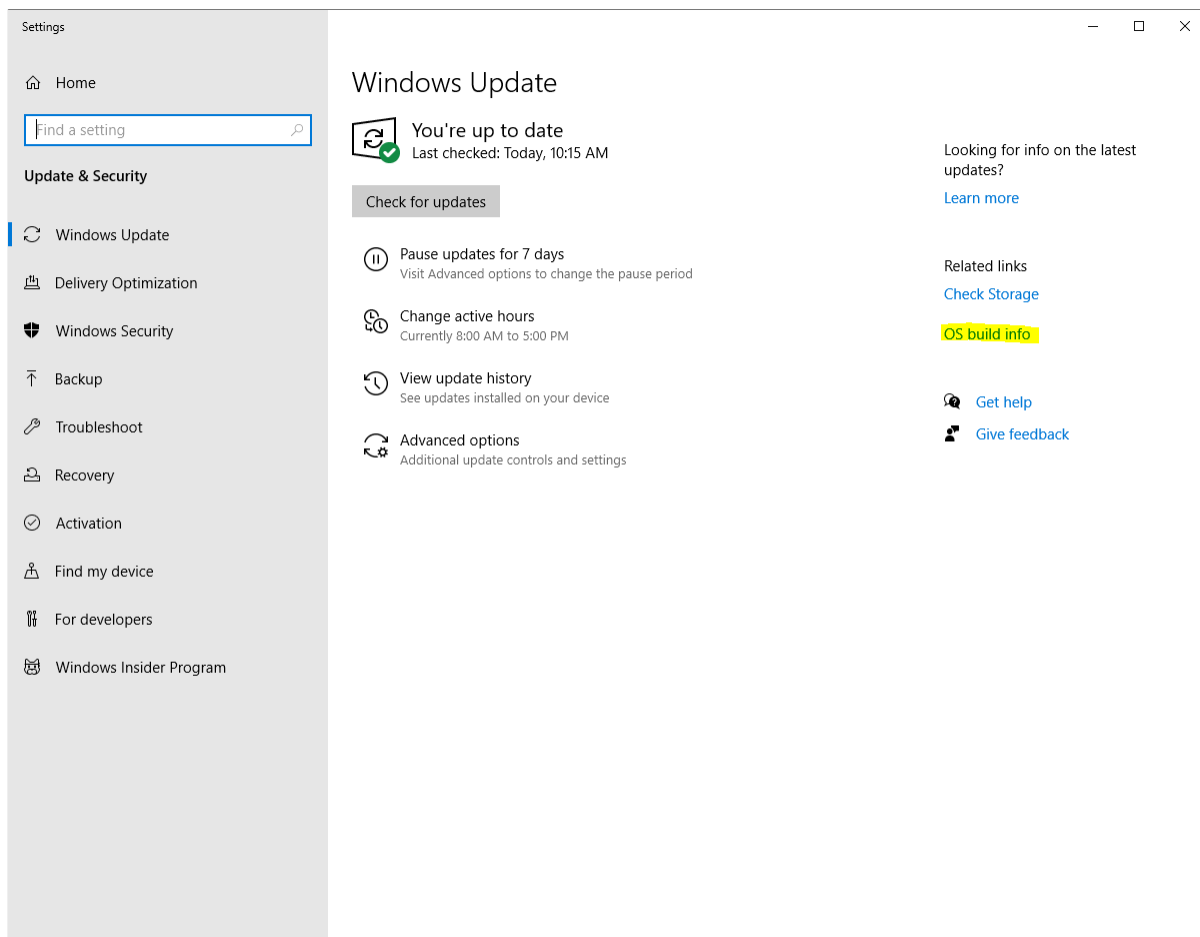 Settings
Home
Find a setting
Update & Security
Windows Update
Delivery Optimization
Windows Security
Backup
Troubleshoot
Recovery
Activation
Find my device
For developers
Windows Insider Program
Windows Update
You're up to date
Last checked: Today, 10:15 AM
Check for updates
Pause updates for 7 days
Visit Advanced options to change the pause period
Change active hours
Currently 8:00 AM to 5:00 PM
View update history
See updates installed on your device
Advanced options
Additional update controls and settings
Looking for info on the latest
updates?
Learn more
Related links
Check Storage
OS build info
Get help
Give feedback